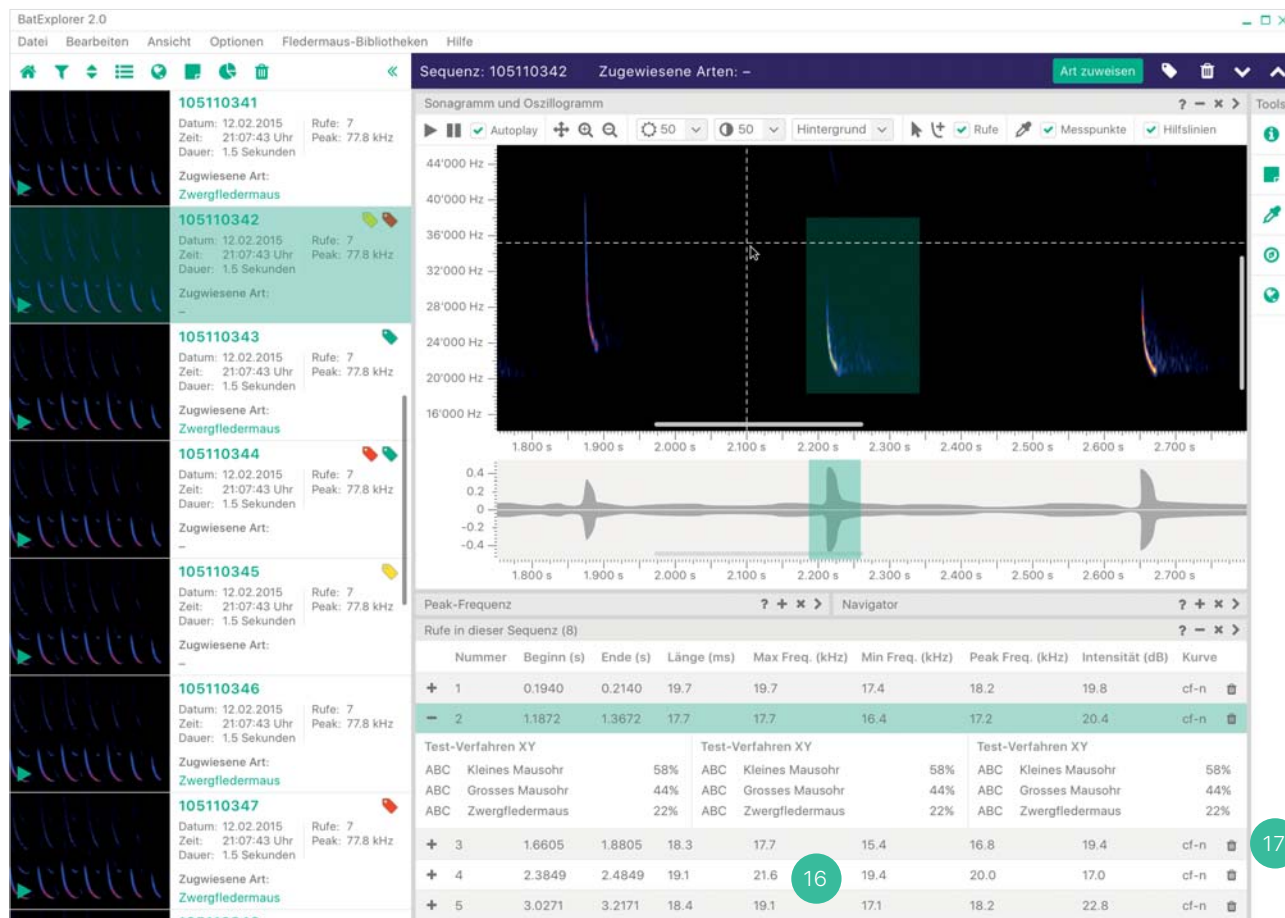 BatExplorer 2.0
Datei Bearbeiten Ansicht Optionen Fledermaus-Bibliotheken Hilfe
105110341
Datum: 12.02.2015 Rufe: 7
Zeit: 21:07:43 Uhr Peak: 77.8 kHz
Dauer: 1.5 Sekunden
Zugwiesene Art:
Zwergfledermaus
105110342
Datum: 12.02.2015 Rufe: 7
Zeit: 21:07:43 Uhr Peak: 77.8 kHz
Dauer: 1.5 Sekunden
Zugwiesene Art:
–
105110343
Datum: 12.02.2015 Rufe: 7
Zeit: 21:07:43 Uhr Peak: 77.8 kHz
Dauer: 1.5 Sekunden
Zugwiesene Art:
Zwergfledermaus
105110344
Datum: 12.02.2015 Rufe: 7
Zeit: 21:07:43 Uhr Peak: 77.8 kHz
Dauer: 1.5 Sekunden
Zugwiesene Art:
–
105110345
Datum: 12.02.2015 Rufe: 7
Zeit: 21:07:43 Uhr Peak: 77.8 kHz
Dauer: 1.5 Sekunden
Zugwiesene Art:
–
105110346
Datum: 12.02.2015 Rufe: 7
Zeit: 21:07:43 Uhr Peak: 77.8 kHz
Dauer: 1.5 Sekunden
Zugwiesene Art:
Zwergfledermaus
105110347
Datum: 12.02.2015 Rufe: 7
Zeit: 21:07:43 Uhr Peak: 77.8 kHz
Dauer: 1.5 Sekunden
Zugwiesene Art:
Zwergfledermaus
Sequenz: 105110342 Zugewiesene Arten: – Art zuweisen
Sonagramm und Oszillogramm ? Tools
Autoplay 50 50 Hintergrund Rufe Messpunkte Hilfslinien
44'000 Hz
40'000 Hz
36'000 Hz
32'000 Hz
28'000 Hz
24'000 Hz
20'000 Hz
16'000 Hz
1.800 s 1.900 s 2.000 s 2.100 s 2.200 s 2.300 s 2.400 s 2.500 s 2.600 s 2.700 s
0.4
0.2
0
-0.2
-0.4
1.800 s 1.900 s 2.000 s 2.100 s 2.200 s 2.300 s 2.400 s 2.500 s 2.600 s 2.700 s
Peak-Frequenz ? Navigator ?
Rufe in dieser Sequenz (8) ?
Nummer Beginn (s) Ende (s) Länge (ms) Max Freq. (kHz) Min Freq. (kHz) Peak Freq. (kHz) Intensität (dB) Kurve
1 0.1940 0.2140 19.7 19.7 17.4 18.2 19.8 cf-n
2 1.1872 1.3672 17.7 17.7 16.4 17.2 20.4 cf-n
Test-Verfahren XY Test-Verfahren XY Test-Verfahren XY
ABC Kleines Mausohr 58% ABC Kleines Mausohr 58% ABC Kleines Mausohr 58%
ABC Grosses Mausohr 44% ABC Grosses Mausohr 44% ABC Grosses Mausohr 44%
ABC Zwergfledermaus 22% ABC Zwergfledermaus 22% ABC Zwergfledermaus 22%
3 1.6605 1.8805 18.3 17.7 15.4 16.8 19.4 cf-n 17
4 2.3849 2.4849 19.1 21.6 16 19.4 20.0 17.0 cf-n
5 3.0271 3.2171 18.4 19.1 17.1 18.2 22.8 cf-n